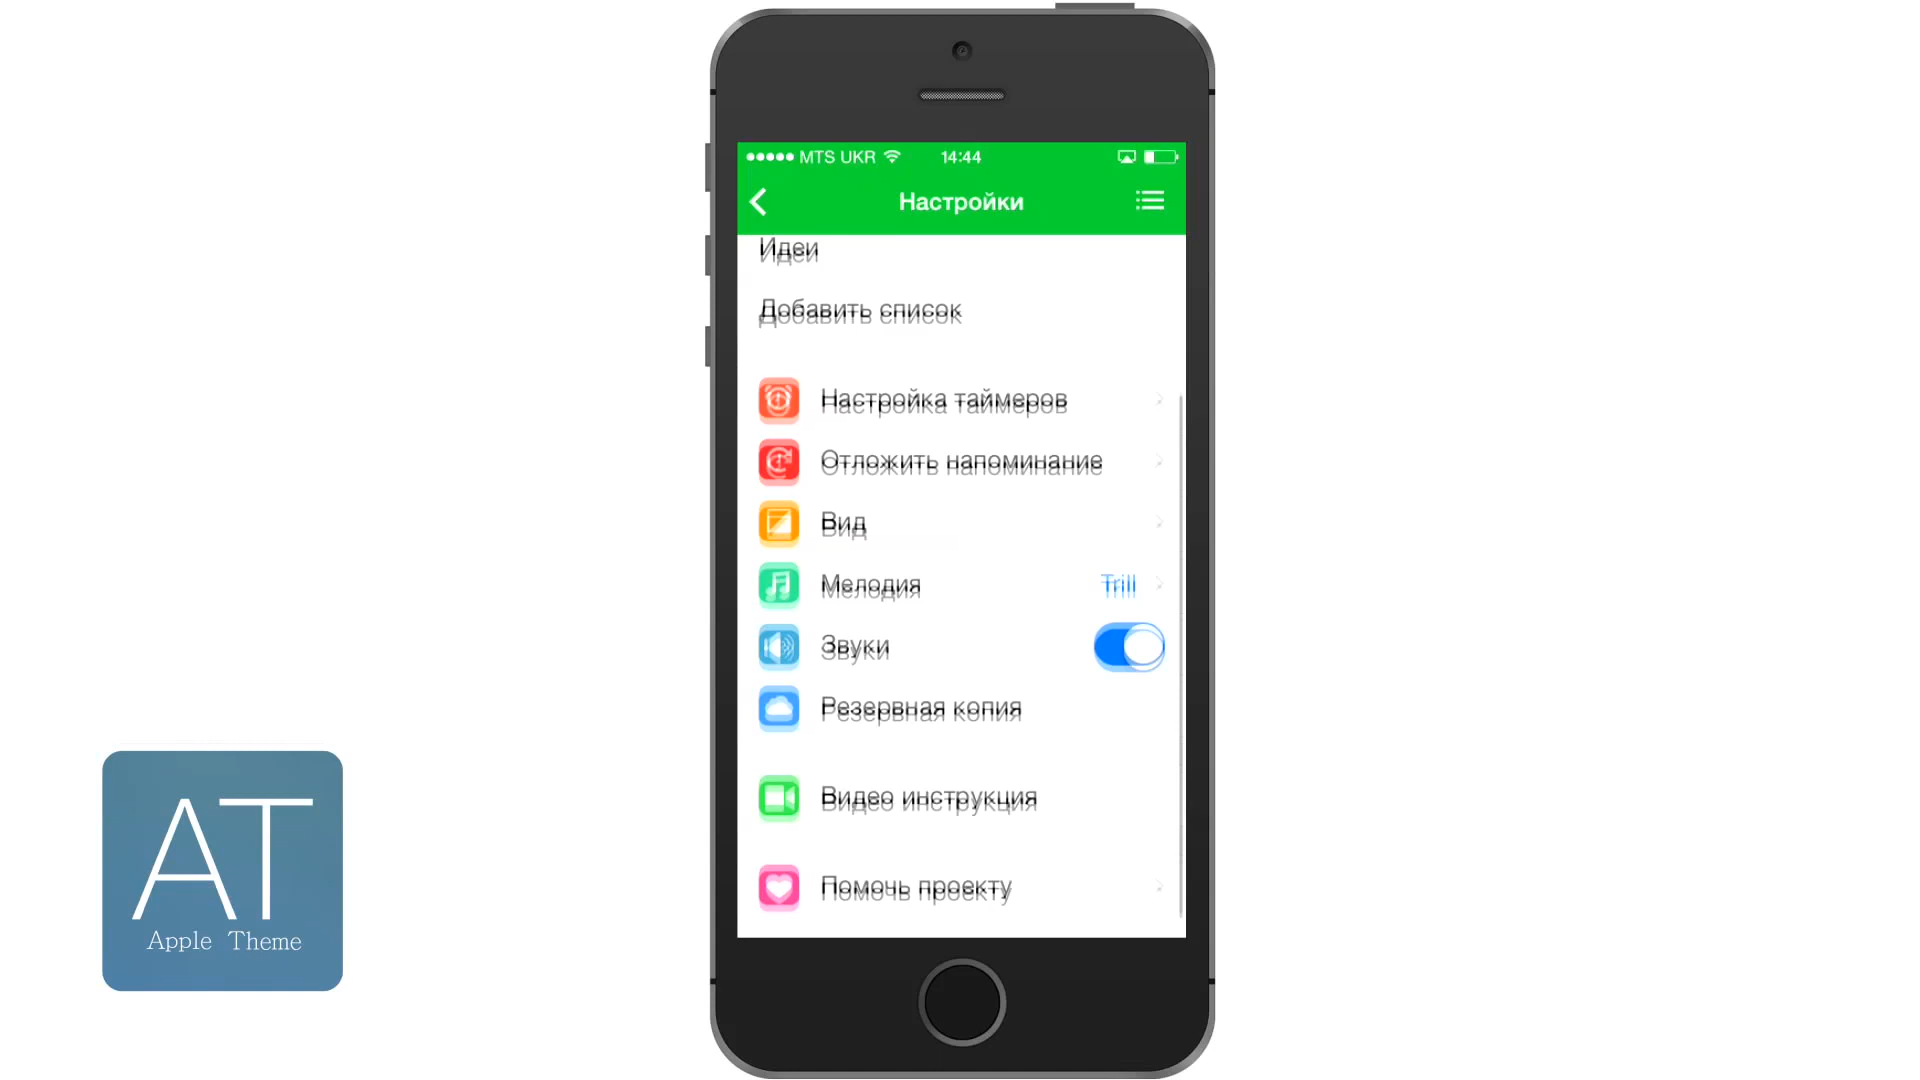 MTS UKR 14:44
Настройки
Идеи
Добавить список
Настройка таймеров
Отложить напоминание
Вид
Мелодия Trill
Звуки
Резервная копия
Видео инструкция
Помочь проекту
AT
Apple Theme